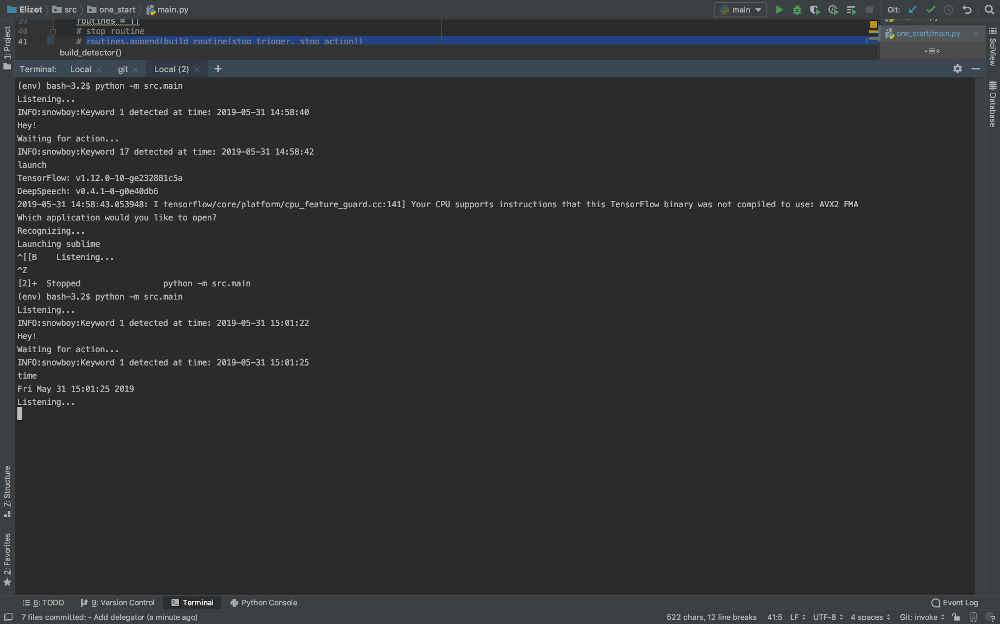 Elizet src one_start main.py main Git:
39 routines = []
40 # stop routine
41 # routines.append(build_routine(stop_trigger, stop_action))
one_start/main.py
9
build_detector()
Terminal: Local git Local (2)
(env) bash-3.2$ python -m src.main
Listening...
INFO:snowboy:Keyword 1 detected at time: 2019-05-31 14:58:40
Hey!
Waiting for action...
INFO:snowboy:Keyword 17 detected at time: 2019-05-31 14:58:42
launch
TensorFlow: v1.12.0-10-ge232881c5a
DeepSpeech: v0.4.1-0-g0e40db6
2019-05-31 14:58:43.053948: I tensorflow/core/platform/cpu_feature_guard.cc:141] Your CPU supports instructions that this TensorFlow binary was not compiled to use: AVX2 FMA
Which application would you like to open?
Recognizing...
Launching sublime
^[[B    Listening...
^Z
[2]+  Stopped                 python -m src.main
(env) bash-3.2$ python -m src.main
Listening...
INFO:snowboy:Keyword 1 detected at time: 2019-05-31 15:01:22
Hey!
Waiting for action...
INFO:snowboy:Keyword 1 detected at time: 2019-05-31 15:01:25
time
Fri May 31 15:01:25 2019
Listening...
1: Project
7: Structure
2: Favorites
SciView
Database
6: TODO 9: Version Control Terminal Python Console Event Log
7 files committed: - Add delegator (a minute ago) 522 chars, 12 line breaks 41:5 LF UTF-8 4 spaces Git: invoke